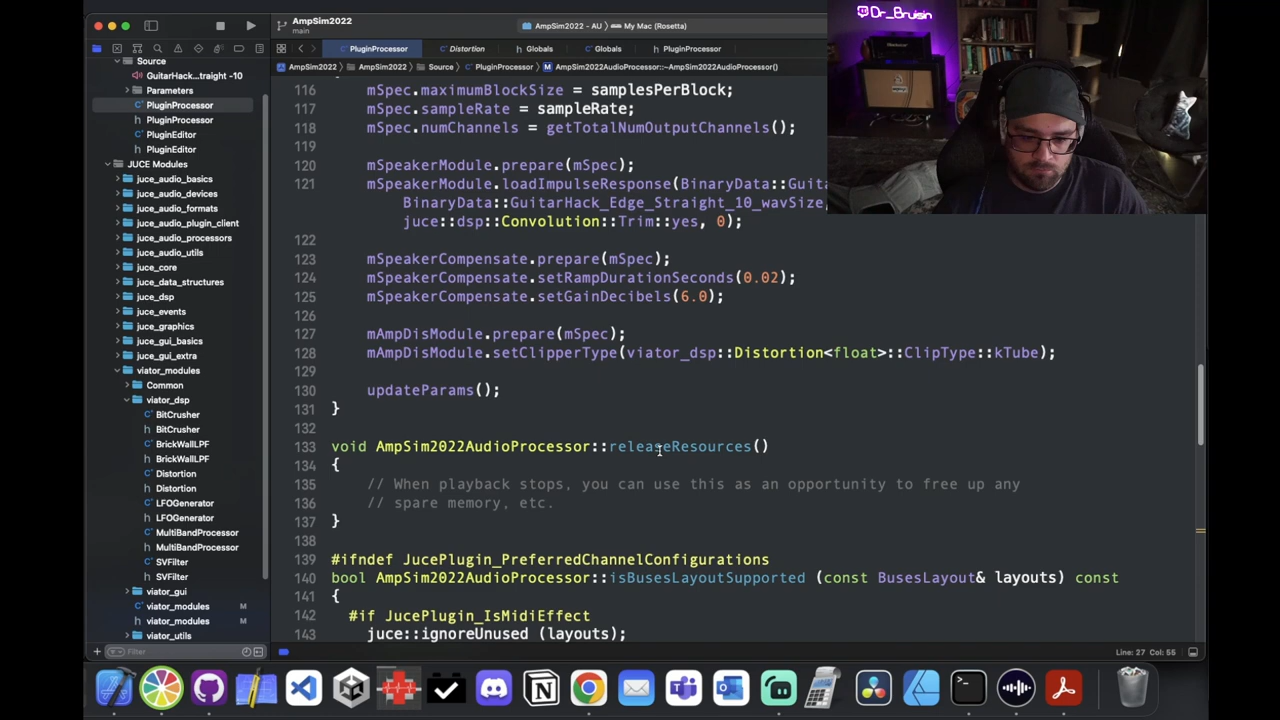 Dr_Bruisin
AmpSim2022
main
AmpSim2022 - AU
My Mac (Rosetta)
PluginProcessor
Distortion
Globals
Globals
PluginProcessor
AmpSim2022
AmpSim2022
Source
PluginProcessor
AmpSim2022AudioProcessor::~AmpSim2022AudioProcessor()
Source
GuitarHack...traight -10
Parameters
PluginProcessor
PluginProcessor
PluginEditor
PluginEditor
JUCE Modules
juce_audio_basics
juce_audio_devices
juce_audio_formats
juce_audio_plugin_client
juce_audio_processors
juce_audio_utils
juce_core
juce_data_structures
juce_dsp
juce_events
juce_graphics
juce_gui_basics
juce_gui_extra
viator_modules
Common
viator_dsp
BitCrusher
BitCrusher
BrickWallLPF
BrickWallLPF
Distortion
Distortion
LFOGenerator
LFOGenerator
MultiBandProcessor
MultiBandProcessor
SVFilter
SVFilter
viator_gui
viator_modules M
viator_modules M
viator_utils
Filter
116 mSpec.maximumBlockSize = samplesPerBlock;
117 mSpec.sampleRate = sampleRate;
118 mSpec.numChannels = getTotalNumOutputChannels();
119
120 mSpeakerModule.prepare(mSpec);
121 mSpeakerModule.loadImpulseResponse(BinaryData::Guita
BinaryData::GuitarHack_Edge_Straight_10_wavSize,
juce::dsp::Convolution::Trim::yes, 0);
122
123 mSpeakerCompensate.prepare(mSpec);
124 mSpeakerCompensate.setRampDurationSeconds(0.02);
125 mSpeakerCompensate.setGainDecibels(6.0);
126
127 mAmpDisModule.prepare(mSpec);
128 mAmpDisModule.setClipperType(viator_dsp::Distortion<float>::ClipType::kTube);
129
130 updateParams();
131 }
132
133 void AmpSim2022AudioProcessor::releaseResources()
134 {
135 // When playback stops, you can use this as an opportunity to free up any
136 // spare memory, etc.
137 }
138
139 #ifndef JucePlugin_PreferredChannelConfigurations
140 bool AmpSim2022AudioProcessor::isBusesLayoutSupported (const BusesLayout& layouts) const
141 {
142 #if JucePlugin_IsMidiEffect
143 juce::ignoreUnused (layouts);
Line: 27 Col: 55